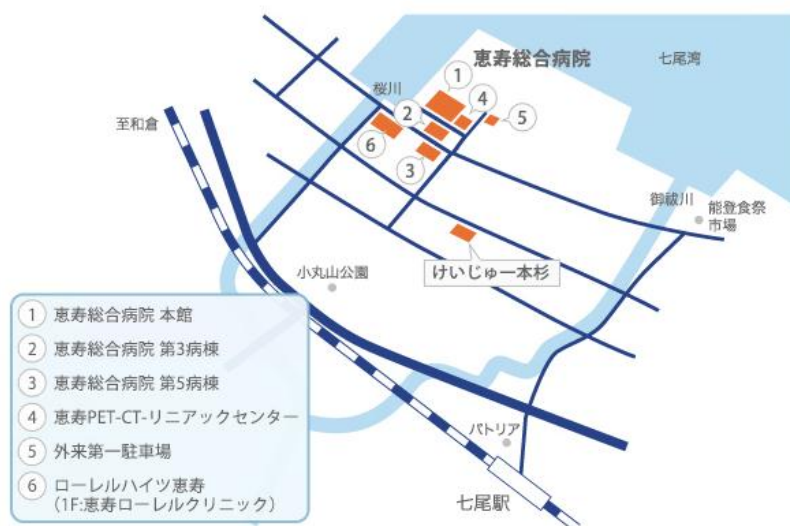 恵寿総合病院
七尾湾
桜川
1
4
2
5
至和倉
6
3
御祓川
能登食祭
市場
けいじゅ一本杉
小丸山公園
1 恵寿総合病院 本館
2 恵寿総合病院 第3病棟
3 恵寿総合病院 第5病棟
4 恵寿PET-CT-リニアックセンター
5 外来第一駐車場
6 ローレルハイツ恵寿
(1F:恵寿ローレルクリニック)
パトリア
七尾駅